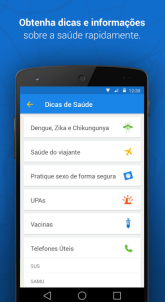 Obtenha dicas e informações
sobre a saúde rapidamente.
12:30
Dicas de Saúde
Dengue, Zika e Chikungunya
Saúde do viajante
Pratique sexo de forma segura
UPAs
Vacinas
Telefones Úteis
SUS
SAMU